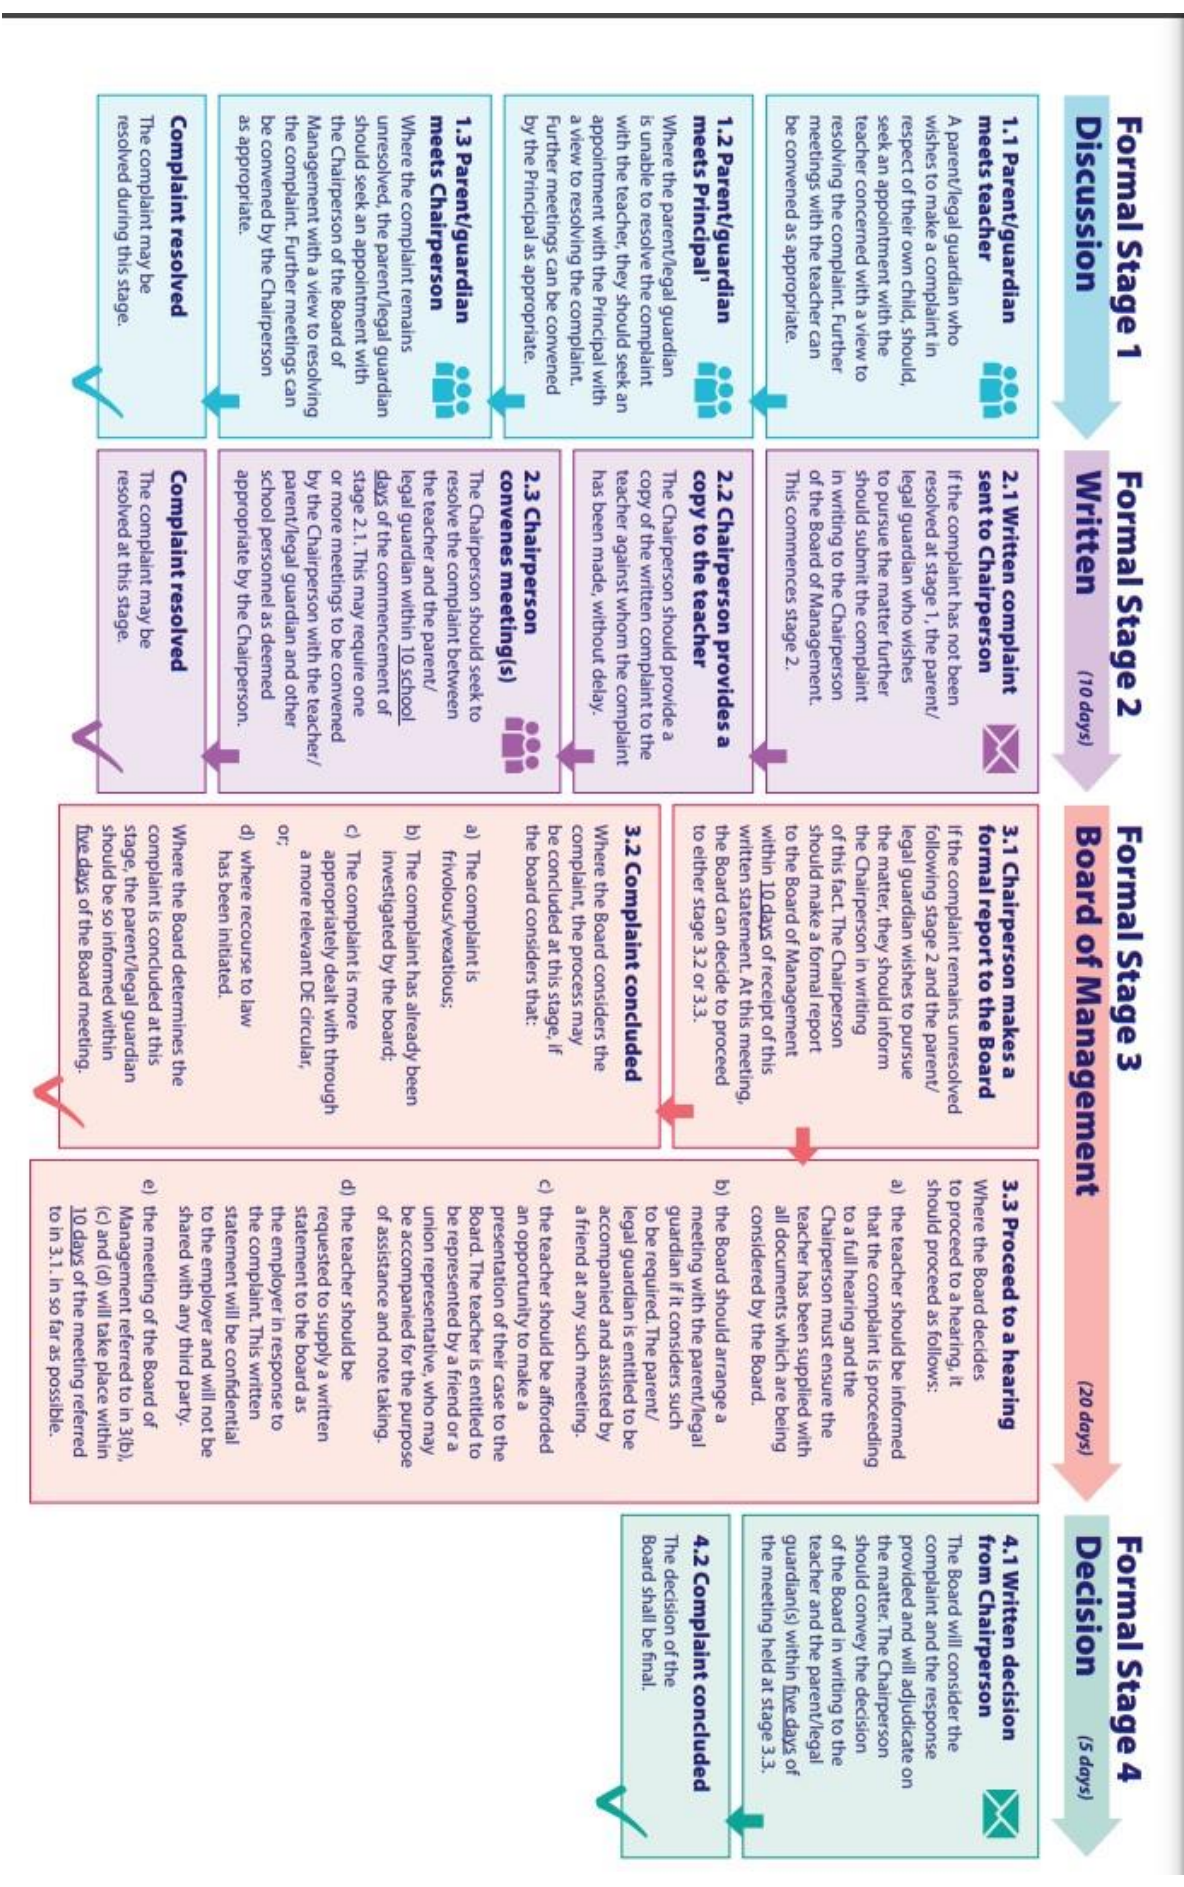 Formal Stage 1
Discussion
1.1 Parent/guardian
meets teacher
A parent/legal guardian who
wishes to make a complaint in
respect of their own child, should,
seek an appointment with the
teacher concerned with a view to
resolving the complaint. Further
meetings with the teacher can
be convened as appropriate.
1.2 Parent/guardian
meets Principal¹
Where the parent/legal guardian
is unable to resolve the complaint
with the teacher, they should seek an
appointment with the Principal with
a view to resolving the complaint.
Further meetings can be convened
by the Principal as appropriate.
1.3 Parent/guardian
meets Chairperson
Where the complaint remains
unresolved, the parent/legal guardian
should seek an appointment with
the Chairperson of the Board of
Management with a view to resolving
the complaint. Further meetings can
be convened by the Chairperson
as appropriate.
Complaint resolved
The complaint may be
resolved during this stage.
Formal Stage 2
Written (10 days)
2.1 Written complaint
sent to Chairperson
If the complaint has not been
resolved at stage 1, the parent/
legal guardian who wishes
to pursue the matter further
should submit the complaint
in writing to the Chairperson
of the Board of Management.
This commences stage 2.
2.2 Chairperson provides a
copy to the teacher
The Chairperson should provide a
copy of the written complaint to the
teacher against whom the complaint
has been made, without delay.
2.3 Chairperson
convenes meeting(s)
The Chairperson should seek to
resolve the complaint between
the teacher and the parent/
legal guardian within 10 school
days of the commencement of
stage 2.1. This may require one
or more meetings to be convened
by the Chairperson with the teacher/
parent/legal guardian and other
school personnel as deemed
appropriate by the Chairperson.
Complaint resolved
The complaint may be
resolved at this stage.
Formal Stage 3
Board of Management (20 days)
3.1 Chairperson makes a
formal report to the Board
If the complaint remains unresolved
following stage 2 and the parent/
legal guardian wishes to pursue
the matter, they should inform
the Chairperson in writing
of this fact. The Chairperson
should make a formal report
to the Board of Management
within 10 days of receipt of this
written statement. At this meeting,
the Board can decide to proceed
to either stage 3.2 or 3.3.
3.2 Complaint concluded
Where the Board considers the
complaint, the process may
be concluded at this stage, if
the board considers that:
a) The complaint is
frivolous/vexatious;
b) The complaint has already been
investigated by the board;
c) The complaint is more
appropriately dealt with through
a more relevant DE circular,
or;
d) where recourse to law
has been initiated.
Where the Board determines the
complaint is concluded at this
stage, the parent/legal guardian
should be so informed within
five days of the Board meeting.
3.3 Proceed to a hearing
Where the Board decides
to proceed to a hearing, it
should proceed as follows:
a) the teacher should be informed
that the complaint is proceeding
to a full hearing and the
Chairperson must ensure the
teacher has been supplied with
all documents which are being
considered by the Board.
b) the Board should arrange a
meeting with the parent/legal
guardian if it considers such
to be required. The parent/
legal guardian is entitled to be
accompanied and assisted by
a friend at any such meeting.
c) the teacher should be afforded
an opportunity to make a
presentation of their case to the
Board. The teacher is entitled to
be represented by a friend or a
union representative, who may
be accompanied for the purpose
of assistance and note taking.
d) the teacher should be
requested to supply a written
statement to the board as
the employer in response to
the complaint. This written
statement will be confidential
to the employer and will not be
shared with any third party.
e) the meeting of the Board of
Management referred to in 3(b),
(c) and (d) will take place within
10 days of the meeting referred
to in 3.1. in so far as possible.
Formal Stage 4
Decision (5 days)
4.1 Written decision
from Chairperson
The Board will consider the
complaint and the response
provided and will adjudicate on
the matter. The Chairperson
should convey the decision
of the Board in writing to the
teacher and the parent/legal
guardian(s) within five days of
the meeting held at stage 3.3.
4.2 Complaint concluded
The decision of the
Board shall be final.